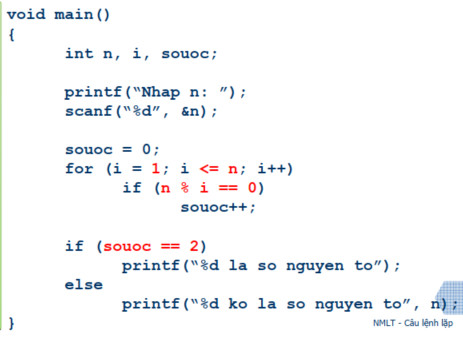 void main()
{
int n, i, souoc;
printf(“Nhap n: ”);
scanf(“%d”, &n);
souoc = 0;
for (i = 1; i <= n; i++)
if (n % i == 0)
souoc++;
if (souoc == 2)
printf(“%d la so nguyen to”);
else
printf(“%d ko la so nguyen to”, n);
}
NMLT - Câu lệnh lặp